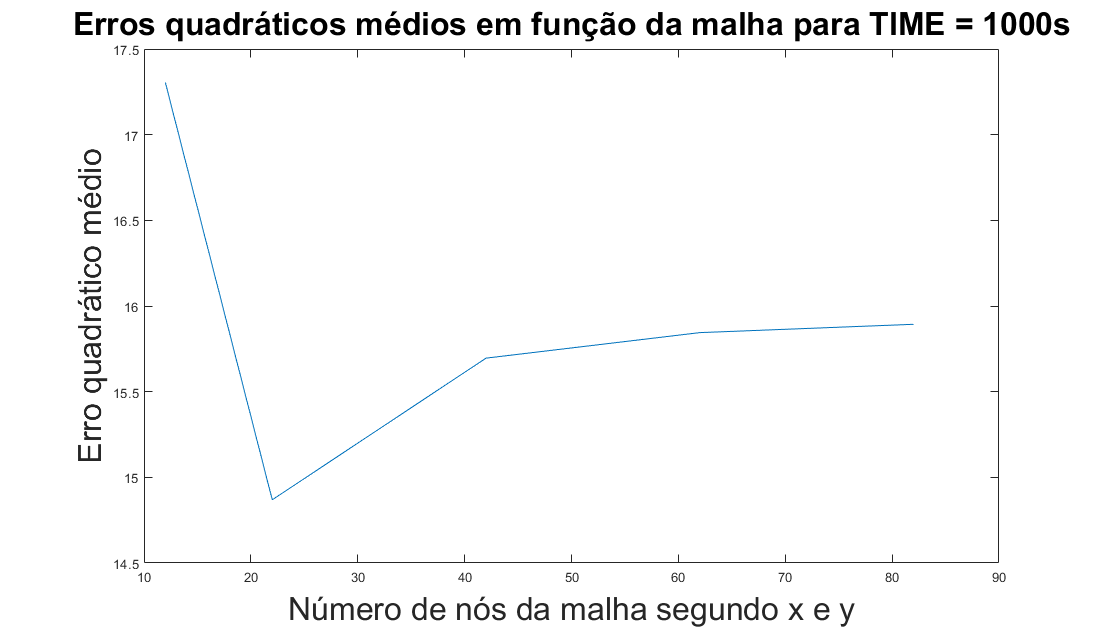 Erros quadráticos médios em função da malha para TIME = 1000s
Erro quadrático médio
17.5
17
16.5
16
15.5
15
14.5
10 20 30 40 50 60 70 80 90
Número de nós da malha segundo x e y